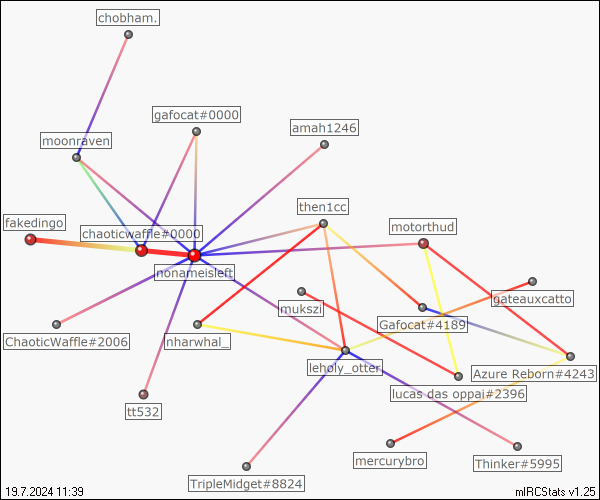 chobham.
gafocat#0000
amah1246
moonraven
then1cc
fakedingo
chaoticwaffle#0000
motorthud
nonameisleft
gateauxcatto
mukszi
Gafocat#4189
ChaoticWaffle#2006
nharwhal_
leholy_otter
Azure Reborn#4243
lucas das oppai#2396
tt532
mercurybro
Thinker#5995
TripleMidget#8824
19.7.2024 11:39
mIRCStats v1.25